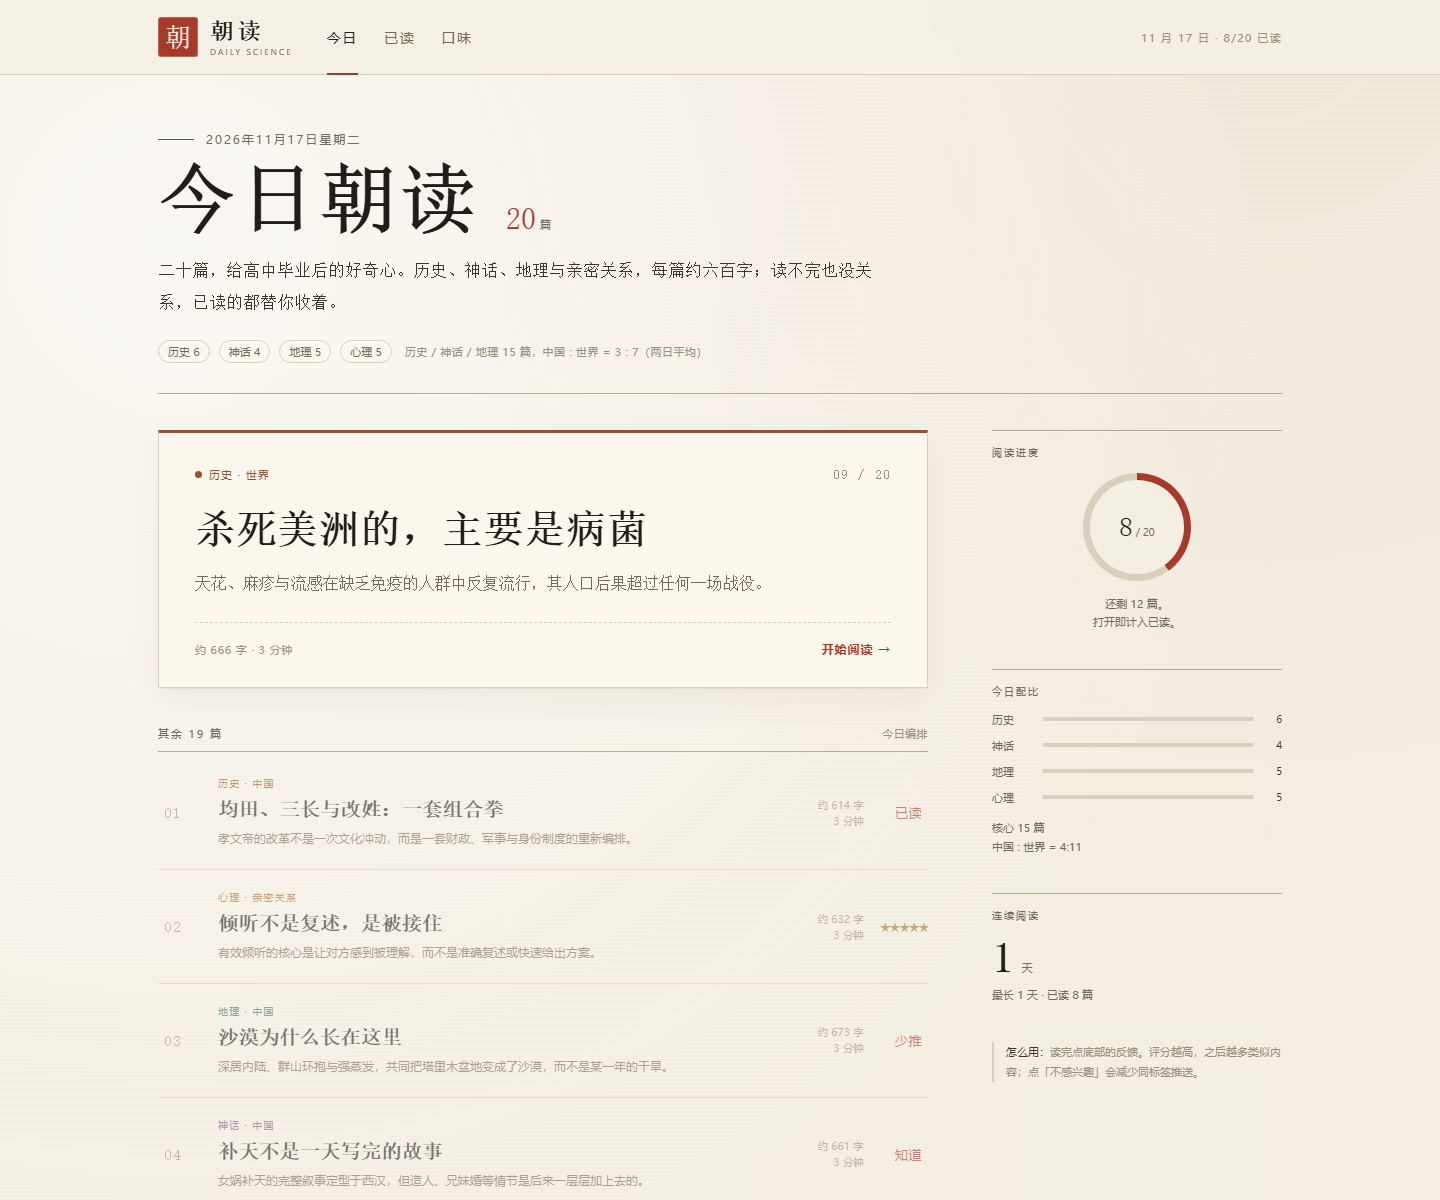 朝
朝读
DAILY SCIENCE
今日
已读
口味
11 月 17 日 · 8/20 已读
2026年11月17日星期二
今日朝读
20 篇
二十篇，给高中毕业后的好奇心。历史、神话、地理与亲密关系，每篇约六百字；读不完也没关
系，已读的都替你收着。
历史 6
神话 4
地理 5
心理 5
历史 / 神话 / 地理 15 篇，中国 : 世界 = 3 : 7（两日平均）
历史 · 世界
09 / 20
杀死美洲的，主要是病菌
天花、麻疹与流感在缺乏免疫的人群中反复流行，其人口后果超过任何一场战役。
约 666 字 · 3 分钟
开始阅读 →
其余 19 篇
今日编排
01
历史 · 中国
均田、三长与改姓：一套组合拳
孝文帝的改革不是一次文化冲动，而是一套财政、军事与身份制度的重新编排。
约 614 字
3 分钟
已读
02
心理 · 亲密关系
倾听不是复述，是被接住
有效倾听的核心是让对方感到被理解，而不是准确复述或快速给出方案。
约 632 字
3 分钟
★★★★★
03
地理 · 中国
沙漠为什么长在这里
深居内陆、群山环抱与强蒸发，共同把塔里木盆地变成了沙漠，而不是某一年的干旱。
约 673 字
3 分钟
少推
04
神话 · 中国
补天不是一天写完的故事
女娲补天的完整叙事定型于西汉，但造人、兄妹婚等情节是后来一层层加上去的。
约 661 字
3 分钟
知道
阅读进度
8 / 20
还剩 12 篇。
打开即计入已读。
今日配比
历史 6
神话 4
地理 5
心理 5
核心 15 篇
中国 : 世界 = 4:11
连续阅读
1 天
最长 1 天 · 已读 8 篇
怎么用：读完点底部的反馈。评分越高，之后越多类似内
容；点「不感兴趣」会减少同标签推送。